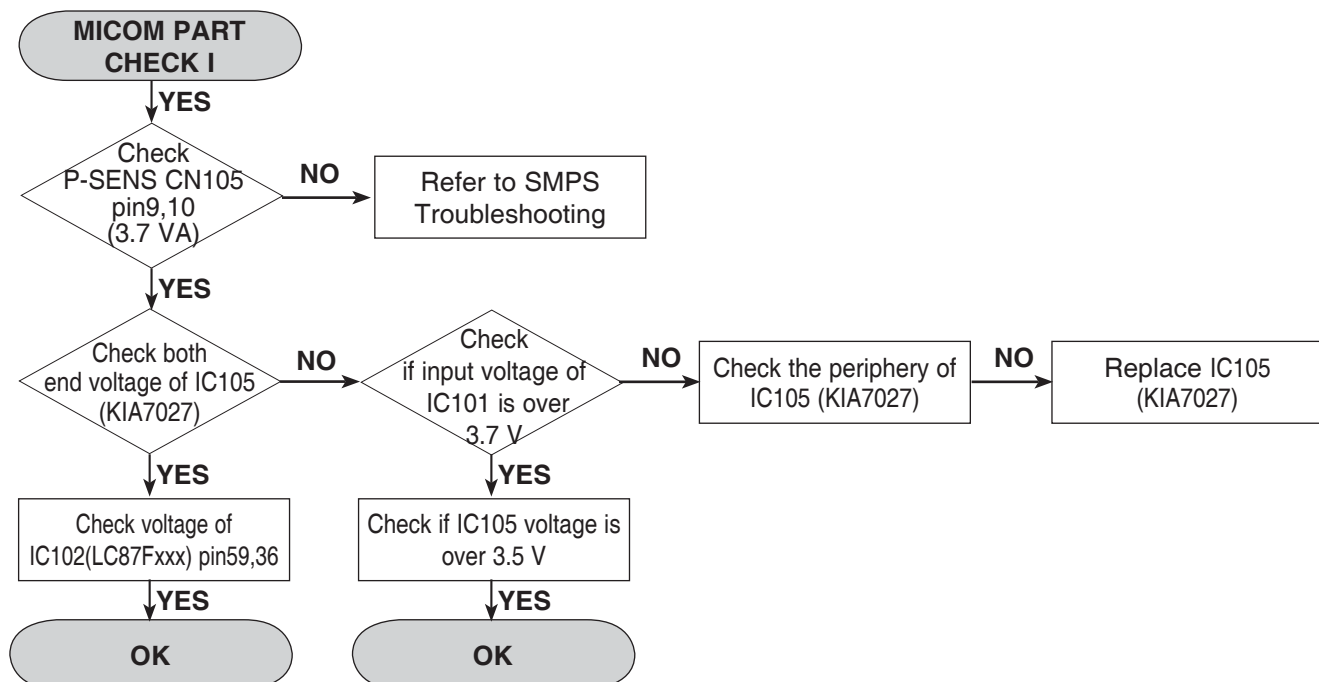 MICOM PART
CHECK I
YES
Check
P-SENS CN105
pin9,10
(3.7 VA)
NO
Refer to SMPS
Troubleshooting
YES
Check both
end voltage of IC105
(KIA7027)
NO
Check
if input voltage of
IC101 is over
3.7 V
NO
Check the periphery of
IC105 (KIA7027)
NO
Replace IC105
(KIA7027)
YES
Check voltage of
IC102(LC87Fxxx) pin59,36
YES
OK
YES
Check if IC105 voltage is
over 3.5 V
YES
OK